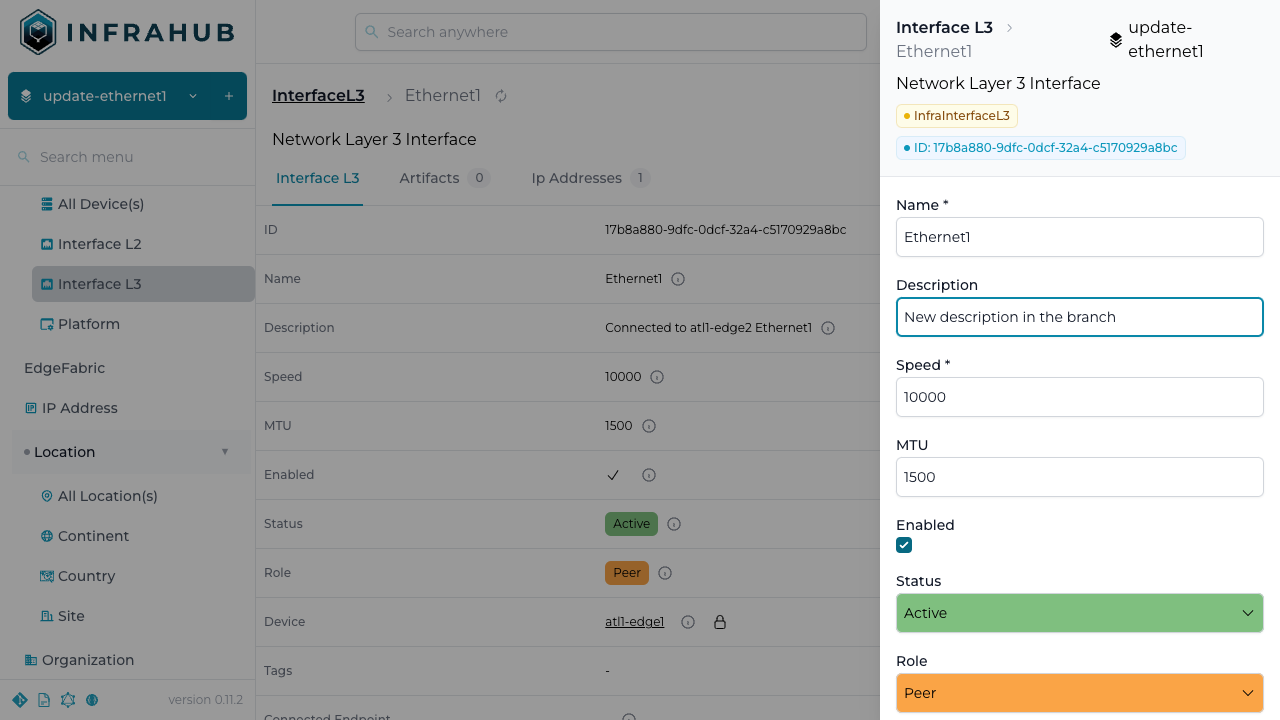 INFRAHUB
update-ethernet1
Search menu
All Device(s)
Interface L2
Interface L3
Platform
EdgeFabric
IP Address
Location
All Location(s)
Continent
Country
Site
Organization
version 0.11.2
Search anywhere
InterfaceL3 > Ethernet1
Network Layer 3 Interface
Interface L3 Artifacts 0 Ip Addresses 1
ID 17b8a880-9dfc-0dcf-32a4-c5170929a8bc
Name Ethernet1
Description Connected to atl1-edge2 Ethernet1
Speed 10000
MTU 1500
Enabled
Status Active
Role Peer
Device atl1-edge1
Tags -
Connected Endpoint
Interface L3 >
Ethernet1
update-
ethernet1
Network Layer 3 Interface
InfraInterfaceL3
ID: 17b8a880-9dfc-0dcf-32a4-c5170929a8bc
Name *
Ethernet1
Description
New description in the branch
Speed *
10000
MTU
1500
Enabled
Status
Active
Role
Peer